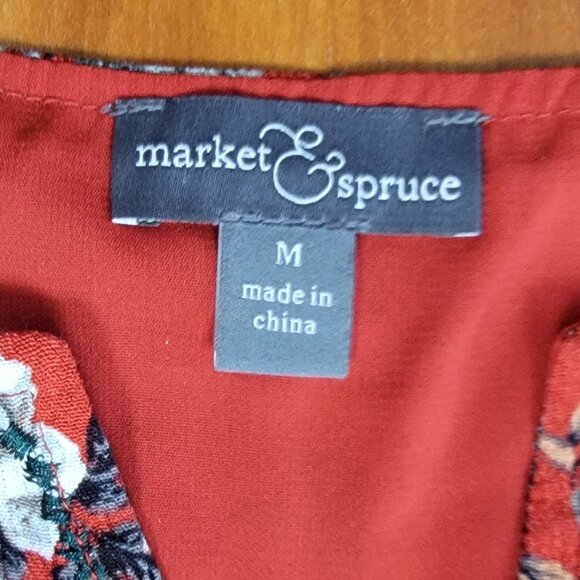 market & spruce
M
made in
china